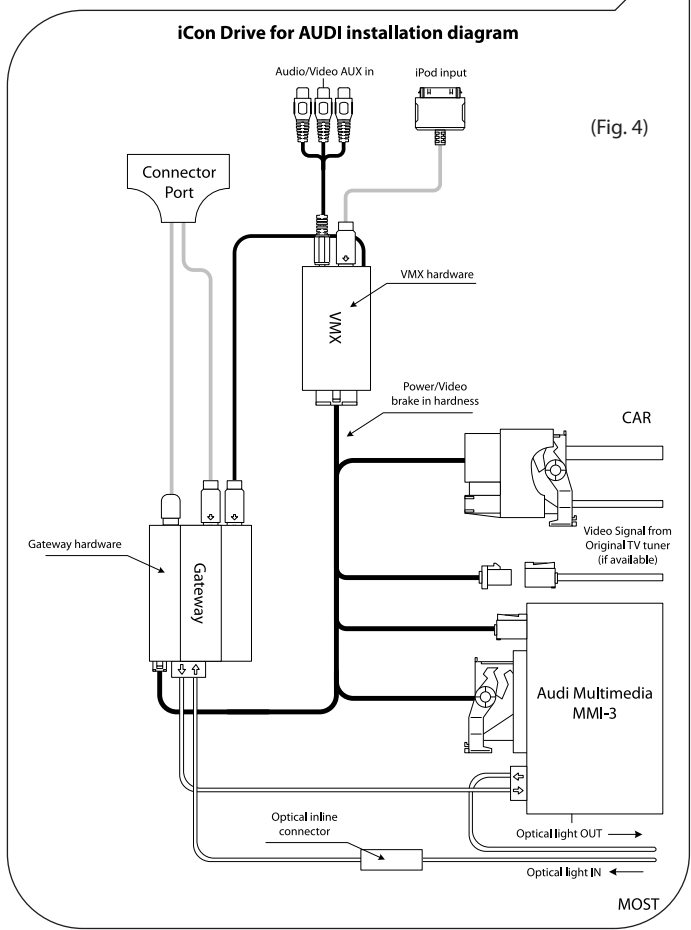 iCon Drive for AUDI installation diagram
Audio/Video AUX in
iPod input
(Fig. 4)
Connector
Port
VMX hardware
VMX
Power/Video
brake in hardness
CAR
Video Signal from
Original TV tuner
(if available)
Gateway hardware
Gateway
Audi Multimedia
MMI-3
Optical inline
connector
Optical light OUT
Optical light IN
MOST